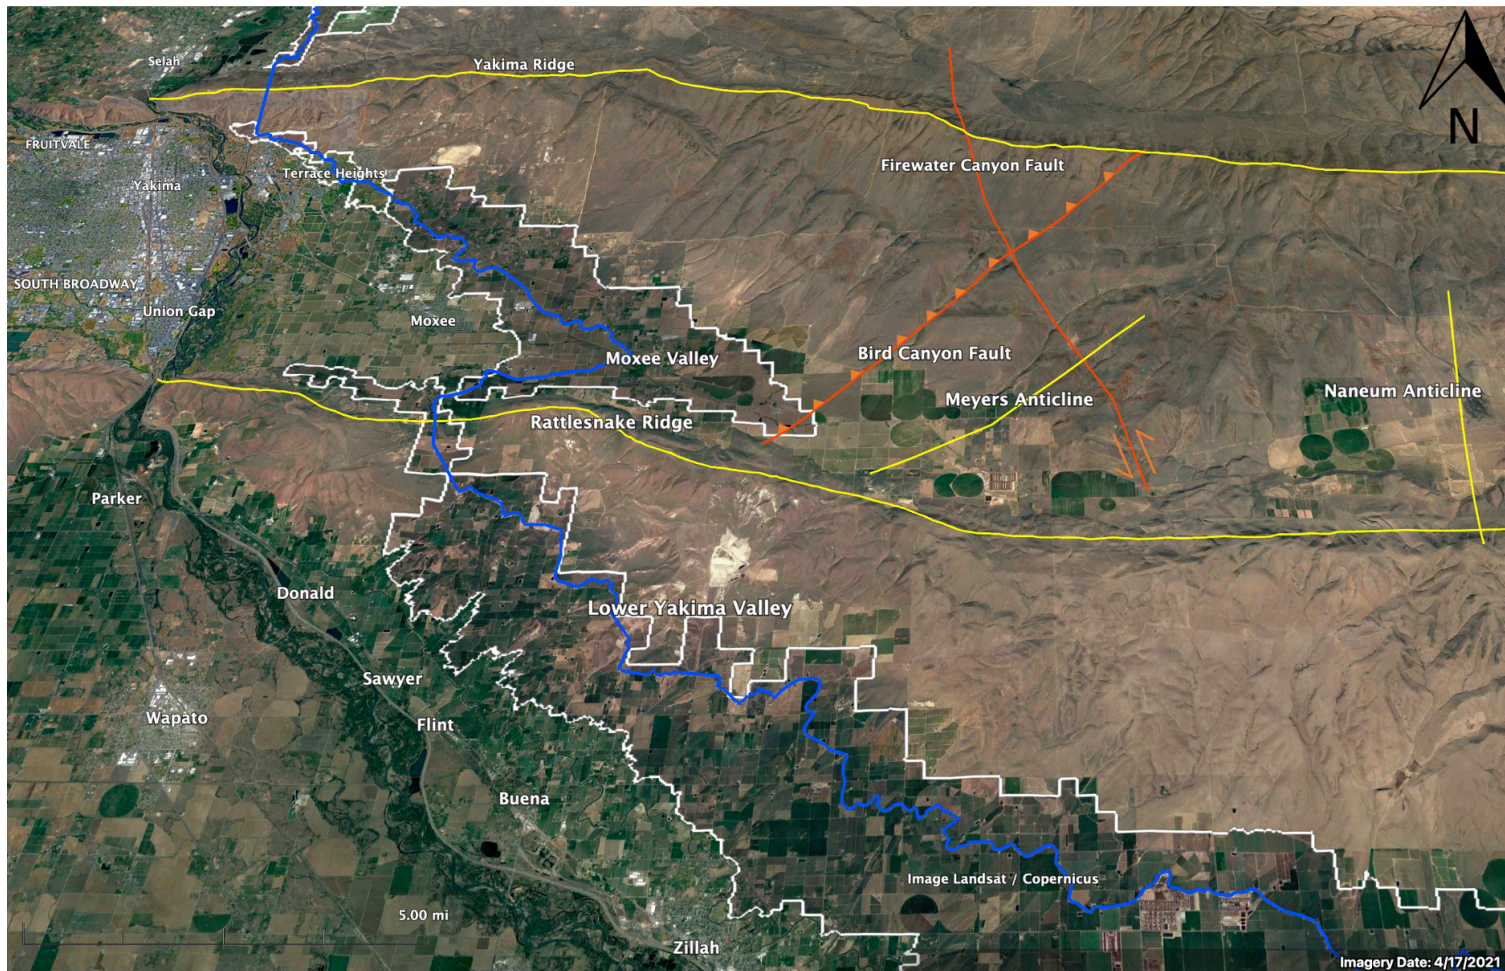 Selah
Yakima Ridge
N
FRUITVALE
Firewater Canyon Fault
Terrace Heights
Yakima
SOUTH BROADWAY
Union Gap
Moxee
Moxee Valley
Bird Canyon Fault
Naneum Anticline
Meyers Anticline
Rattlesnake Ridge
Parker
Donald
Lower Yakima Valley
Sawyer
Wapato
Flint
Buena
Image Landsat / Copernicus
5.00 mi
Zillah
Imagery Date: 4/17/2021